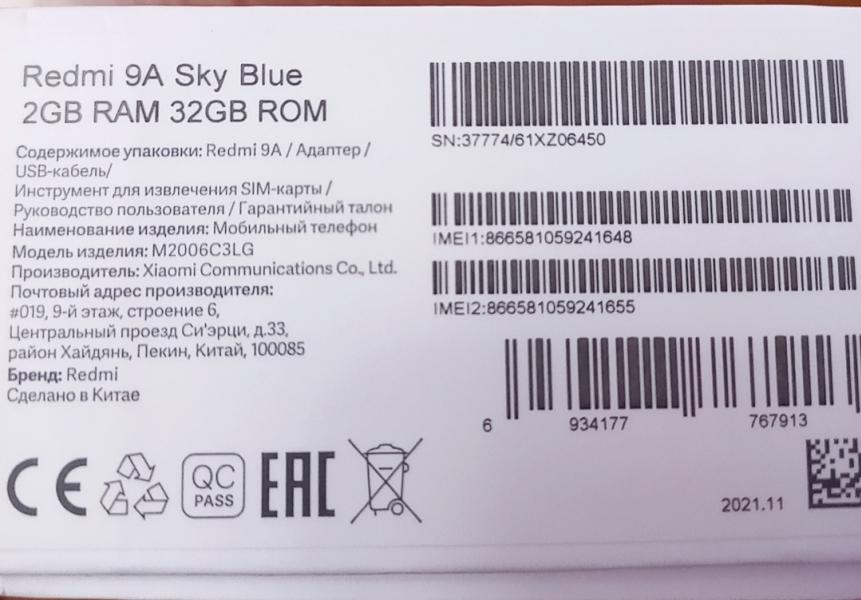 Redmi 9A Sky Blue
2GB RAM 32GB ROM
Содержимое упаковки: Redmi 9A / Адаптер /
USB-кабель/
Инструмент для извлечения SIM-карты /
Руководство пользователя / Гарантийный талон
Наименование изделия: Мобильный телефон
Модель изделия: M2006C3LG
Производитель: Xiaomi Communications Co., Ltd.
Почтовый адрес производителя:
#019, 9-й этаж, строение 6,
Центральный проезд Си'эрци, д.33,
район Хайдянь, Пекин, Китай, 100085
Бренд: Redmi
Сделано в Китае
CE
QC
PASS
EAC
SN:37774/61XZ06450
IMEI1:866581059241648
IMEI2:866581059241655
6 934177 767913
2021.11